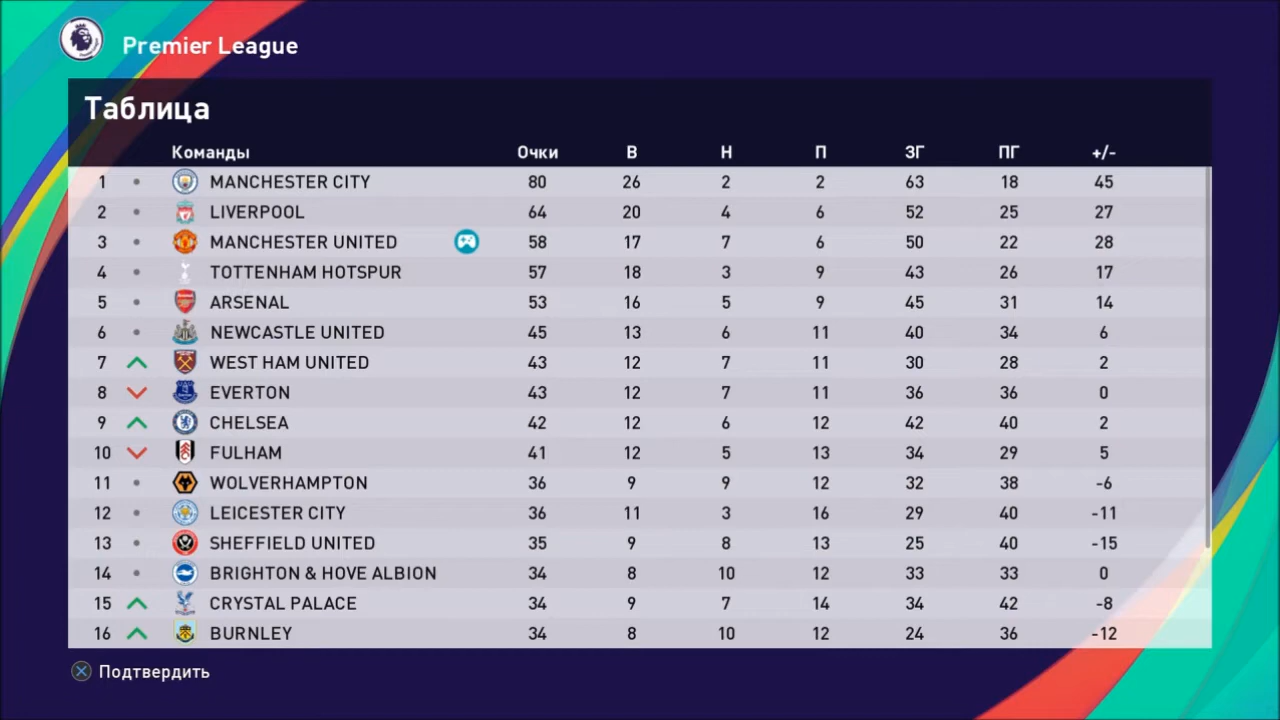 Premier League
Таблица
Команды Очки В Н П ЗГ ПГ +/-
1 MANCHESTER CITY 80 26 2 2 63 18 45
2 LIVERPOOL 64 20 4 6 52 25 27
3 MANCHESTER UNITED 58 17 7 6 50 22 28
4 TOTTENHAM HOTSPUR 57 18 3 9 43 26 17
5 ARSENAL 53 16 5 9 45 31 14
6 NEWCASTLE UNITED 45 13 6 11 40 34 6
7 WEST HAM UNITED 43 12 7 11 30 28 2
8 EVERTON 43 12 7 11 36 36 0
9 CHELSEA 42 12 6 12 42 40 2
10 FULHAM 41 12 5 13 34 29 5
11 WOLVERHAMPTON 36 9 9 12 32 38 -6
12 LEICESTER CITY 36 11 3 16 29 40 -11
13 SHEFFIELD UNITED 35 9 8 13 25 40 -15
14 BRIGHTON & HOVE ALBION 34 8 10 12 33 33 0
15 CRYSTAL PALACE 34 9 7 14 34 42 -8
16 BURNLEY 34 8 10 12 24 36 -12
Подтвердить